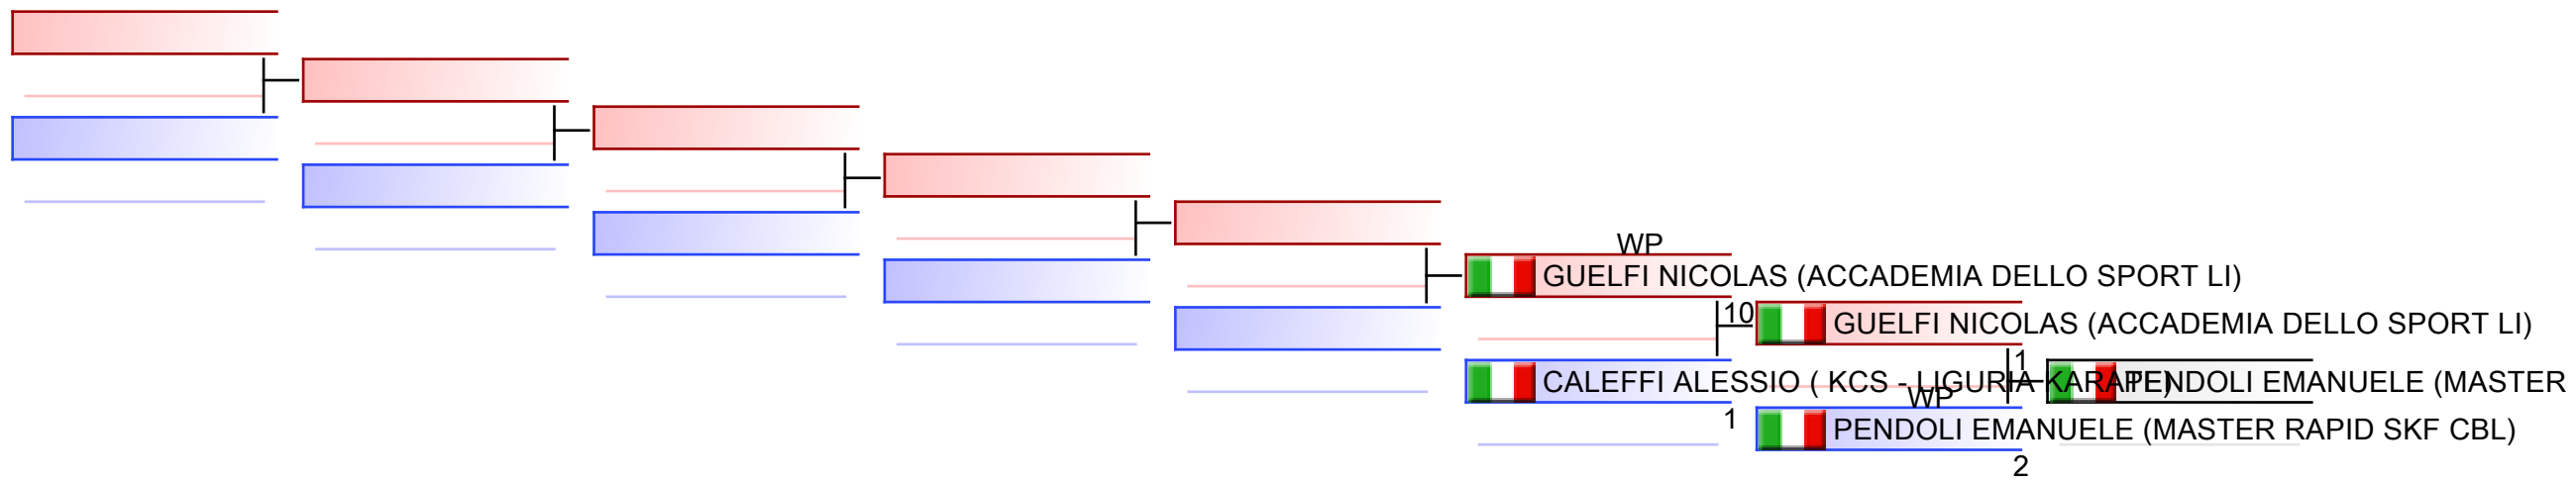 WP
GUELFI NICOLAS (ACCADEMIA DELLO SPORT LI)
10
GUELFI NICOLAS (ACCADEMIA DELLO SPORT LI)
1
CALEFFI ALESSIO ( KCS - LIGURIA KARATE)
PENDOLI EMANUELE (MASTER
WP
1
PENDOLI EMANUELE (MASTER RAPID SKF CBL)
2